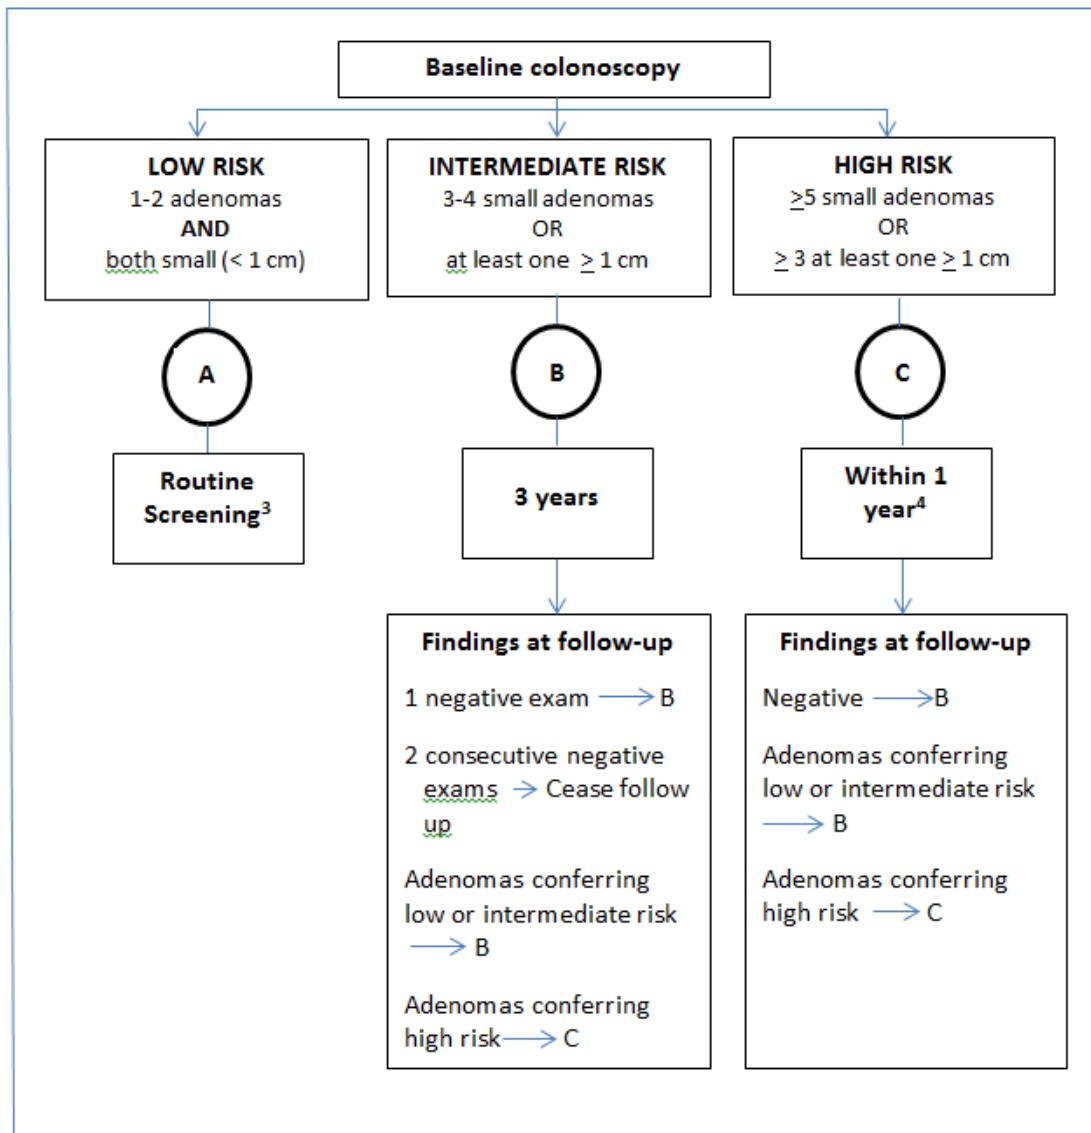 Baseline colonoscopy
LOW RISK
1-2 adenomas
AND
both small (< 1 cm)
INTERMEDIATE RISK
3-4 small adenomas
OR
at least one ≥ 1 cm
HIGH RISK
≥5 small adenomas
OR
≥ 3 at least one ≥ 1 cm
A
B
C
Routine
Screening³
3 years
Within 1
year⁴
Findings at follow-up
1 negative exam → B
2 consecutive negative
exams → Cease follow
up
Adenomas conferring
low or intermediate risk
→ B
Adenomas conferring
high risk → C
Findings at follow-up
Negative → B
Adenomas conferring
low or intermediate risk
→ B
Adenomas conferring
high risk → C